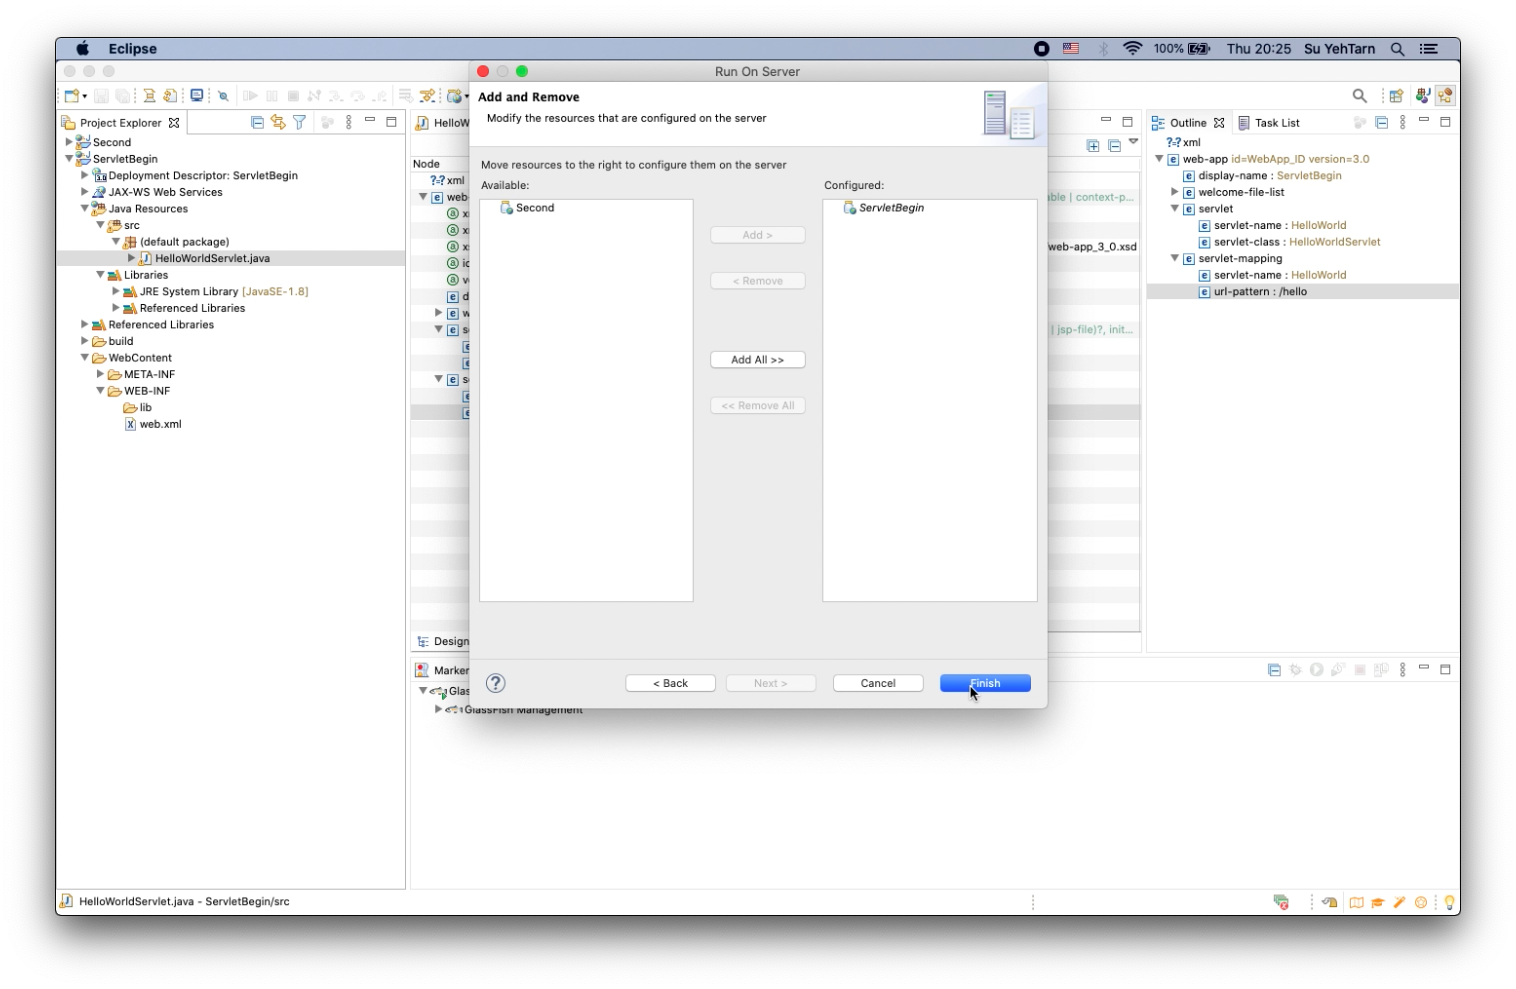 Eclipse
100%
Thu 20:25
Su YehTarn
Run On Server
Add and Remove
Modify the resources that are configured on the server
Move resources to the right to configure them on the server
Available:
Second
Add >
< Remove
Add All >>
<< Remove All
Configured:
ServletBegin
< Back
Next >
Cancel
Finish
Project Explorer
Second
ServletBegin
Deployment Descriptor: ServletBegin
JAX-WS Web Services
Java Resources
src
(default package)
HelloWorldServlet.java
Libraries
JRE System Library [JavaSE-1.8]
Referenced Libraries
Referenced Libraries
build
WebContent
META-INF
WEB-INF
lib
web.xml
HelloW
Node
?=? xml
web-
Design
Marker
Glas
GlassFish Management
able | context-p...
/web-app_3_0.xsd
| jsp-file)?, init...
Outline
Task List
?=? xml
web-app id=WebApp_ID version=3.0
display-name : ServletBegin
welcome-file-list
servlet
servlet-name : HelloWorld
servlet-class : HelloWorldServlet
servlet-mapping
servlet-name : HelloWorld
url-pattern : /hello
HelloWorldServlet.java - ServletBegin/src